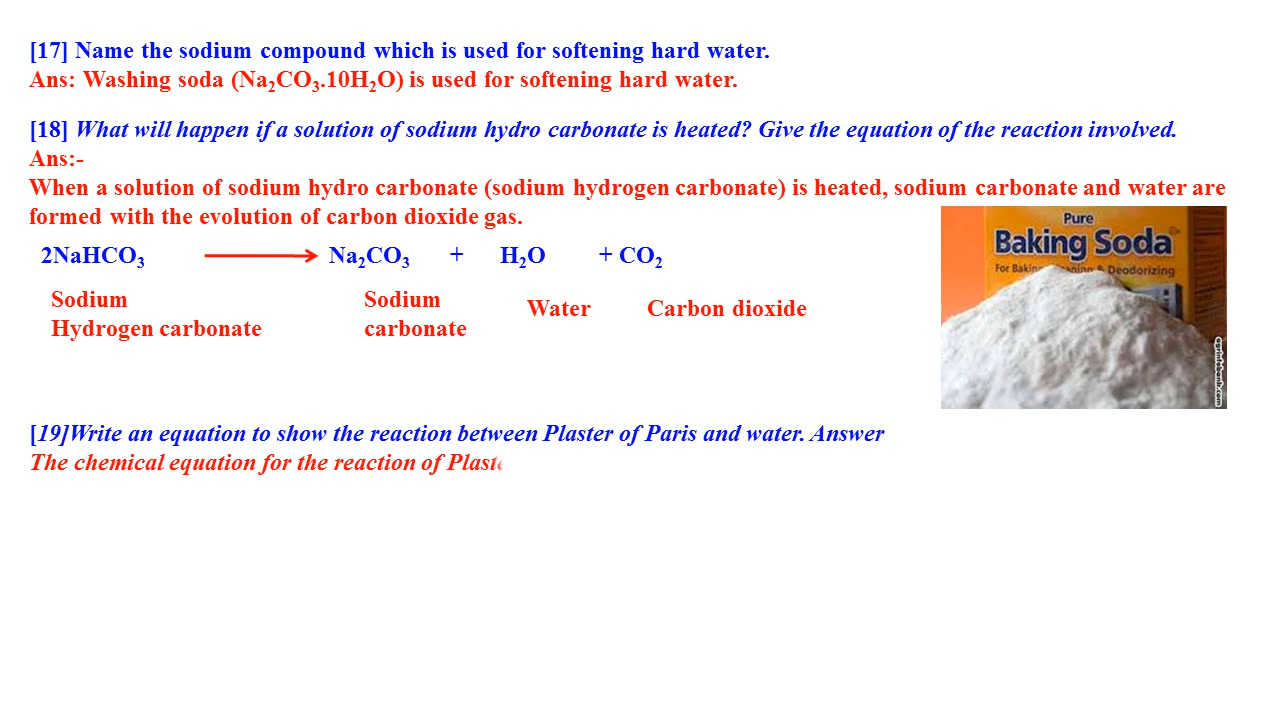 [17] Name the sodium compound which is used for softening hard water.
Ans: Washing soda (Na₂CO₃.10H₂O) is used for softening hard water.
[18] What will happen if a solution of sodium hydro carbonate is heated? Give the equation of the reaction involved.
Ans:-
When a solution of sodium hydro carbonate (sodium hydrogen carbonate) is heated, sodium carbonate and water are
formed with the evolution of carbon dioxide gas.
2NaHCO₃ ⟶ Na₂CO₃ + H₂O + CO₂
Sodium
Hydrogen carbonate
Sodium
carbonate
Water
Carbon dioxide
Pure
Baking Soda
For Baking & Deodorizing
[19]Write an equation to show the reaction between Plaster of Paris and water. Answer
The chemical equation for the reaction of Plaste